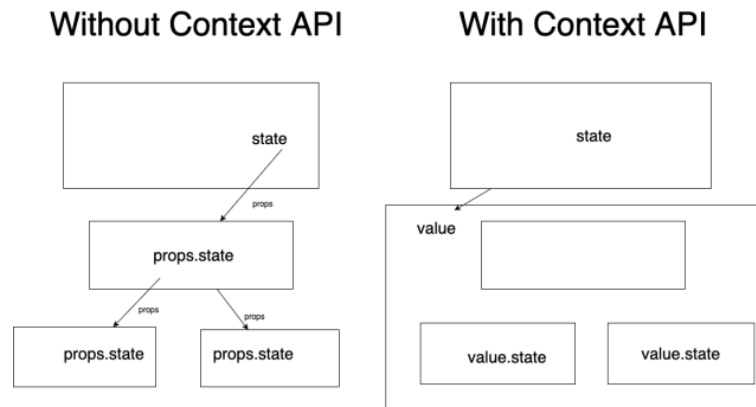 Without Context API
state
props
props.state
props
props
props.state
props.state
With Context API
state
value
value.state
value.state